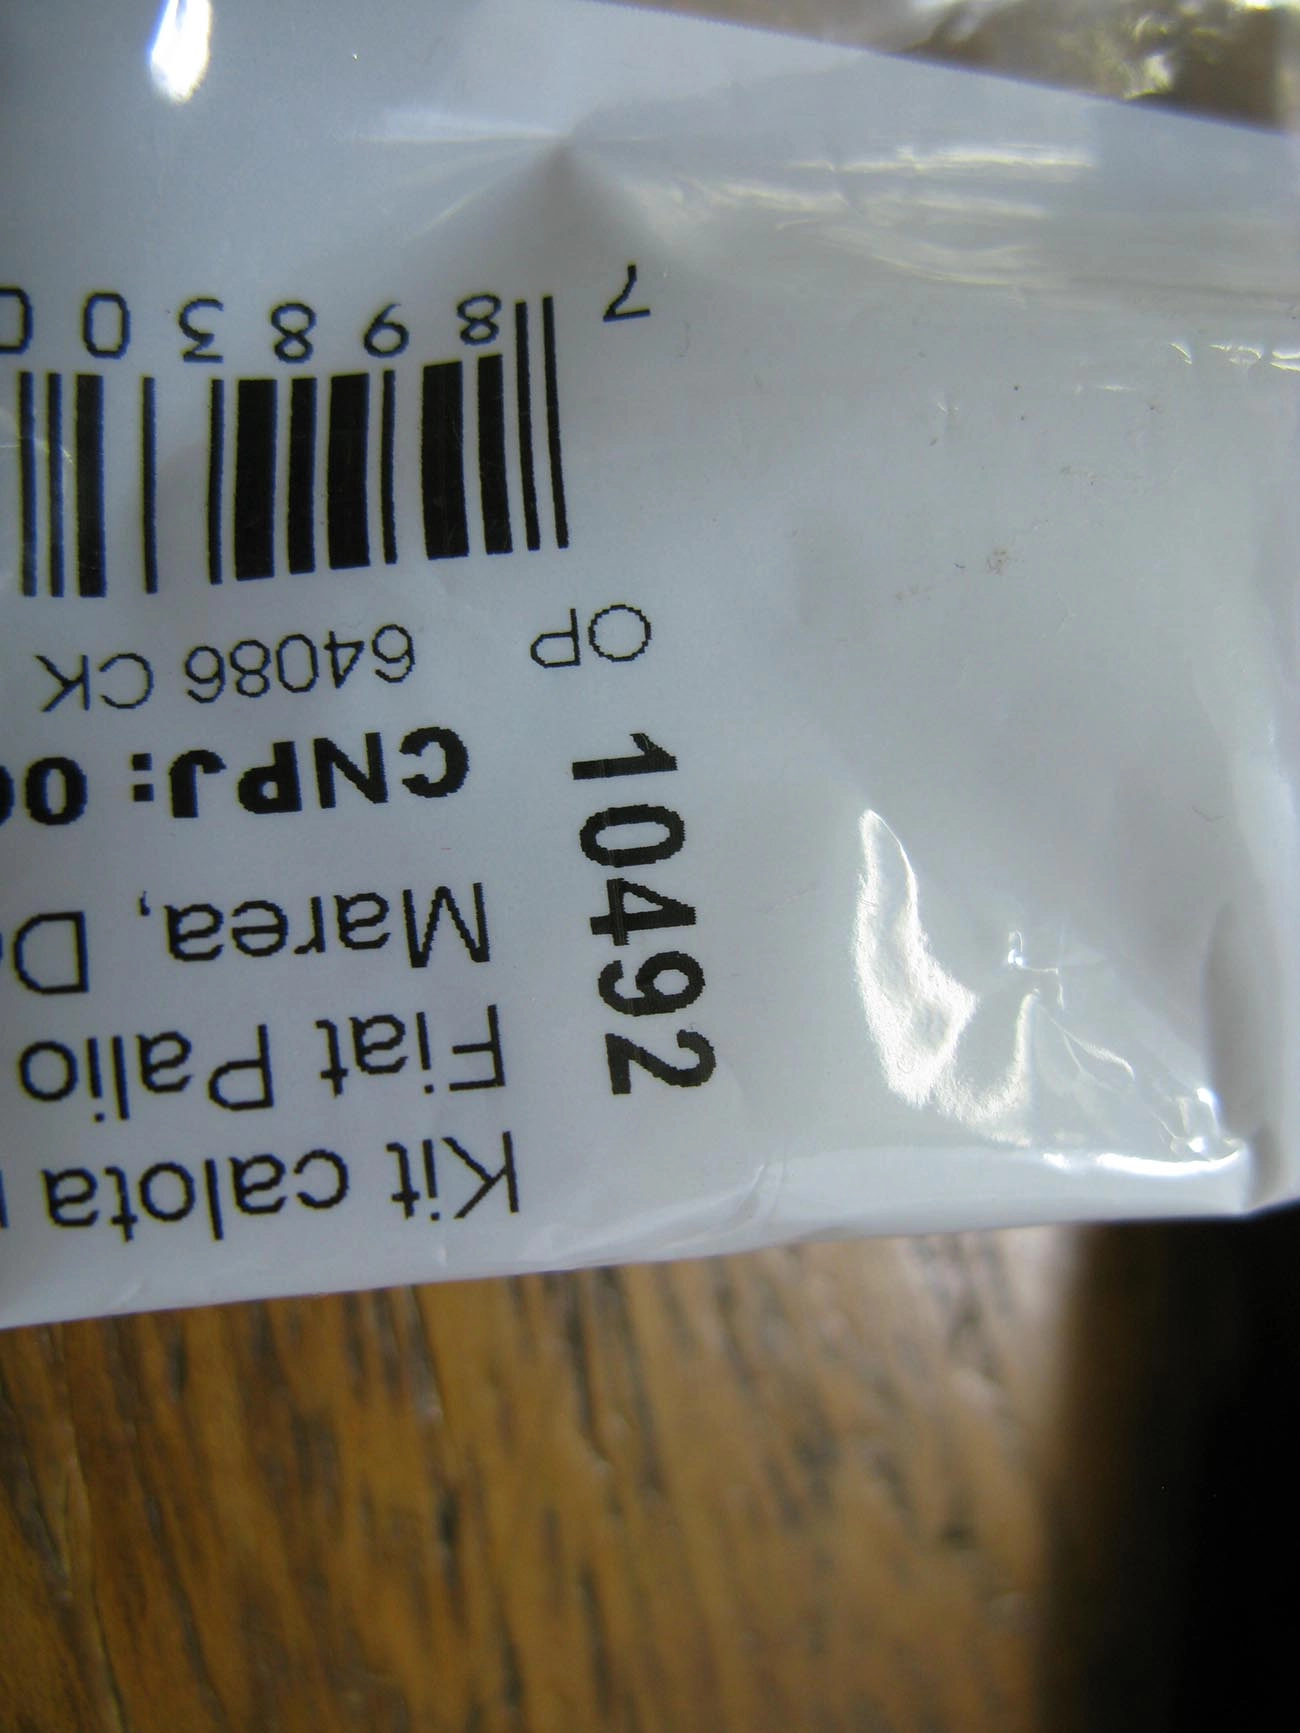 Kit calota
Fiat Palio
Marea,
CNPJ:
OP 64086 CK
7 898300
10492